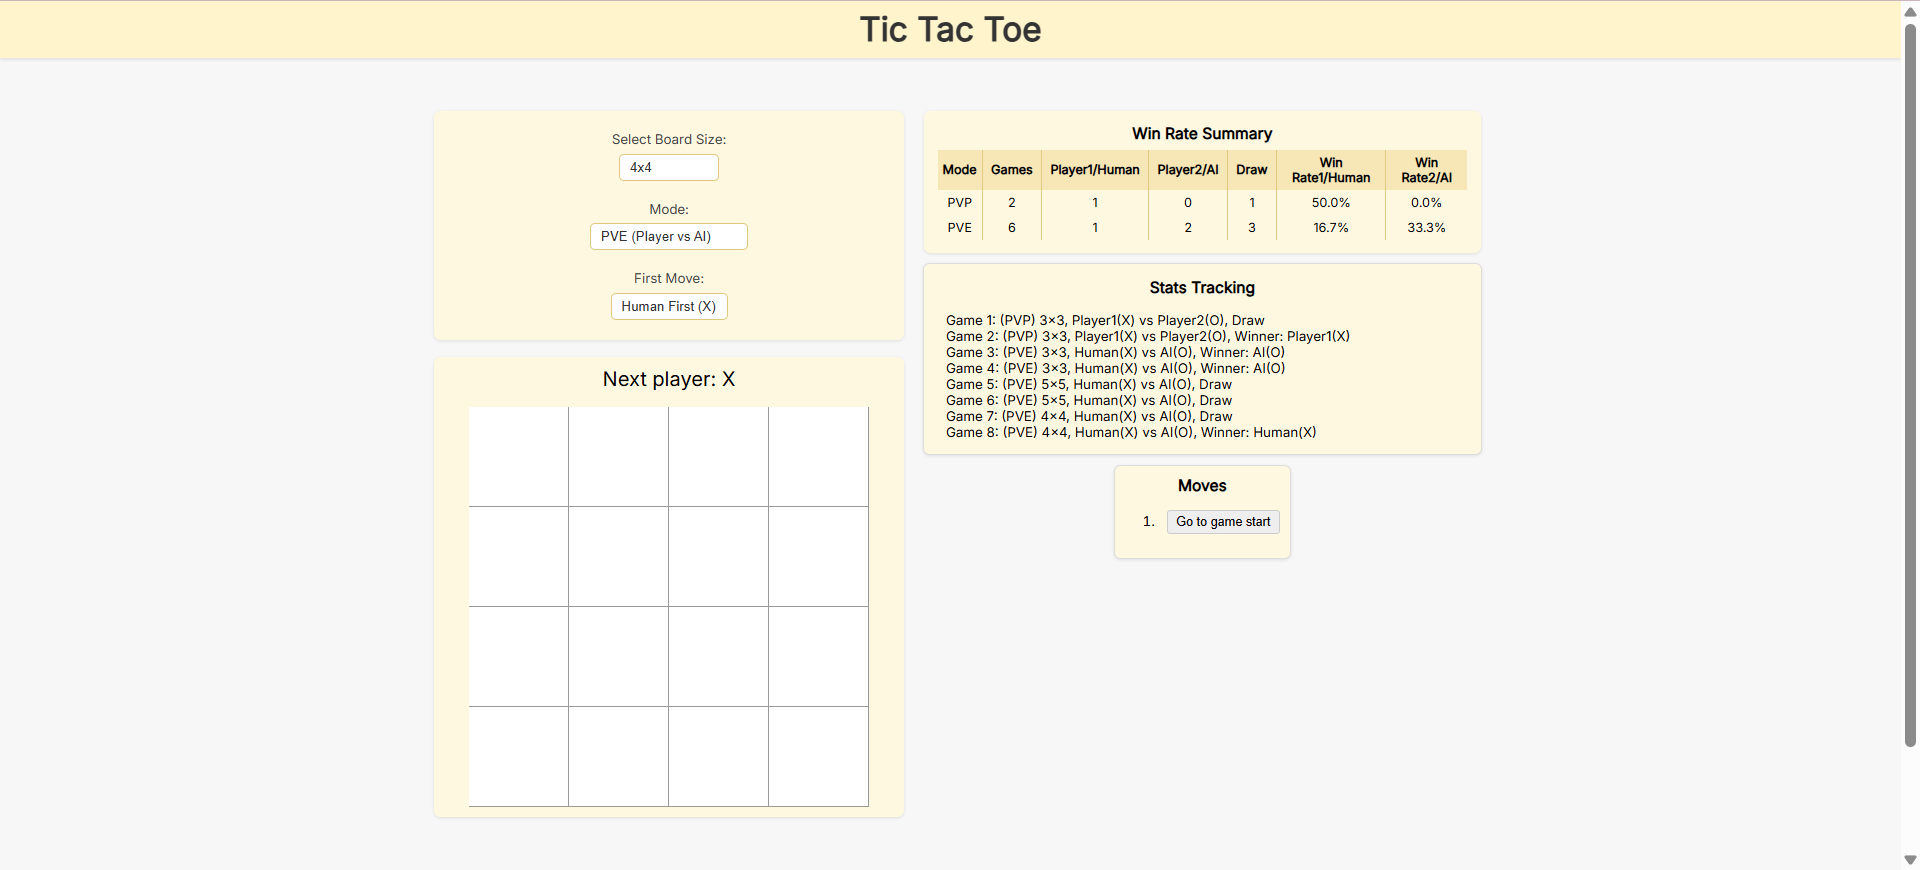 Tic Tac Toe
Select Board Size:
4x4
Mode:
PVE (Player vs AI)
First Move:
Human First (X)
Next player: X
Win Rate Summary
Mode Games Player1/Human Player2/AI Draw Win Rate1/Human Win Rate2/AI
PVP 2 1 0 1 50.0% 0.0%
PVE 6 1 2 3 16.7% 33.3%
Stats Tracking
Game 1: (PVP) 3×3, Player1(X) vs Player2(O), Draw
Game 2: (PVP) 3×3, Player1(X) vs Player2(O), Winner: Player1(X)
Game 3: (PVE) 3×3, Human(X) vs AI(O), Winner: AI(O)
Game 4: (PVE) 3×3, Human(X) vs AI(O), Winner: AI(O)
Game 5: (PVE) 5×5, Human(X) vs AI(O), Draw
Game 6: (PVE) 5×5, Human(X) vs AI(O), Draw
Game 7: (PVE) 4×4, Human(X) vs AI(O), Draw
Game 8: (PVE) 4×4, Human(X) vs AI(O), Winner: Human(X)
Moves
1. Go to game start